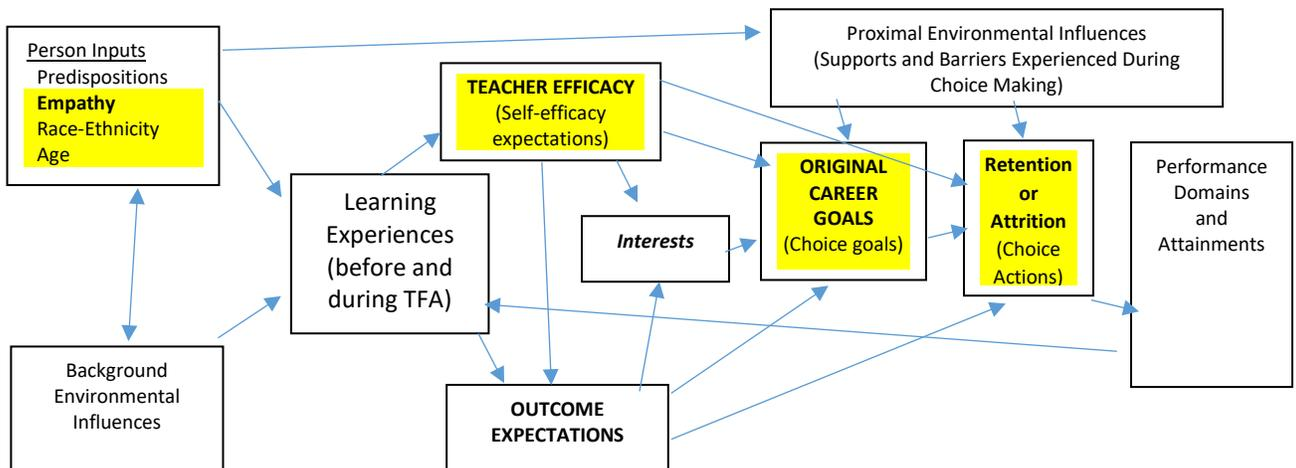 Person Inputs
Predispositions
Empathy
Race-Ethnicity
Age
Proximal Environmental Influences
(Supports and Barriers Experienced During
Choice Making)
TEACHER EFFICACY
(Self-efficacy
expectations)
Learning
Experiences
(before and
during TFA)
Interests
ORIGINAL
CAREER
GOALS
(Choice goals)
Retention
or
Attrition
(Choice
Actions)
Performance
Domains
and
Attainments
Background
Environmental
Influences
OUTCOME
EXPECTATIONS